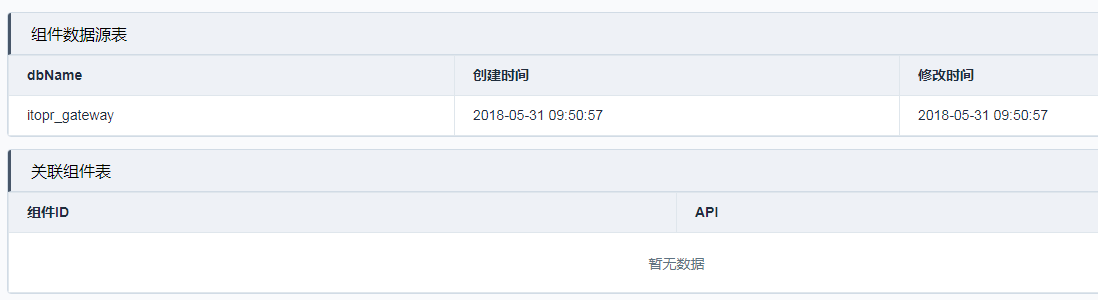 组件数据源表
dbName 创建时间 修改时间
itopr_gateway 2018-05-31 09:50:57 2018-05-31 09:50:57
关联组件表
组件ID API
暂无数据